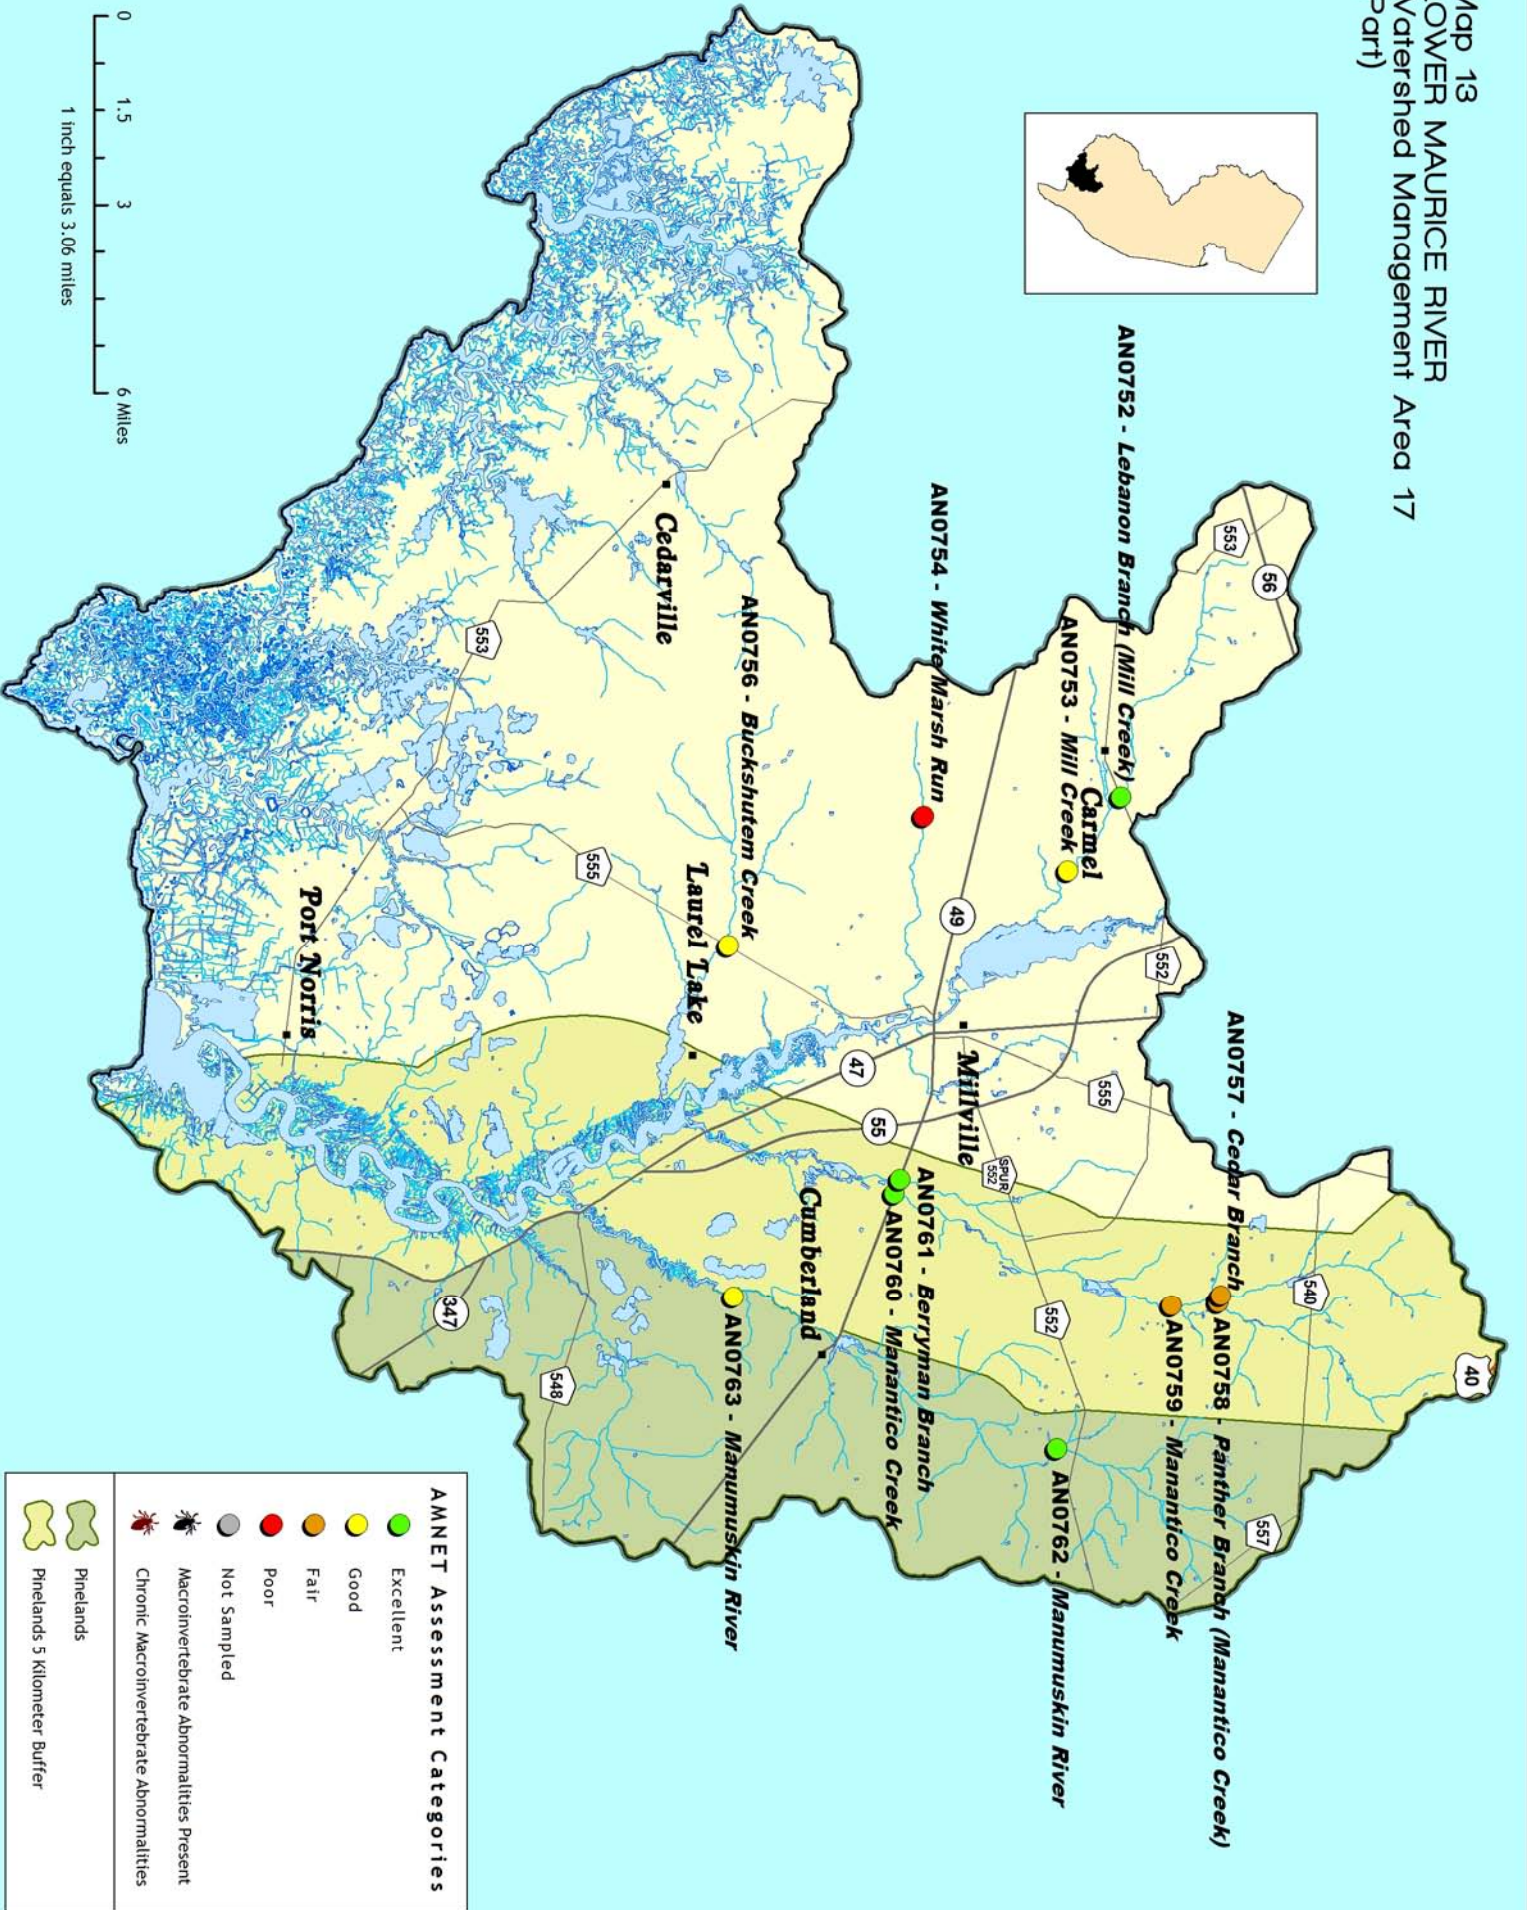 Map 13
LOWER MAURICE RIVER
Watershed Management Area 17
Part)
AN0752 - Lebanon Branch (Mill Creek)
AN0753 - Mill Creek
AN0754 - White Marsh Run
AN0756 - Buckshutem Creek
AN0757 - Cedar Branch
AN0758 - Panther Branch (Manantico Creek)
AN0759 - Manantico Creek
AN0761 - Berryman Branch
AN0760 - Manantico Creek
AN0762 - Manumuskin River
AN0763 - Manumuskin River
Carmel
Cedarville
Laurel Lake
Port Norris
Millville
Cumberland
56
553
49
552
555
47
55
SPUR
552
540
40
552
557
553
555
347
548
0 1.5 3 6 Miles
1 inch equals 3.06 miles
AMNET Assessment Categories
Excellent
Good
Fair
Poor
Not Sampled
Macroinvertebrate Abnormalities Present
Chronic Macroinvertebrate Abnormalities
Pinelands
Pinelands 5 Kilometer Buffer